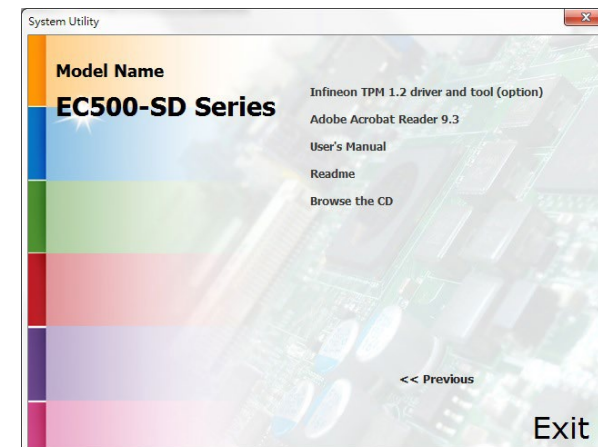 System Utility
Model Name
EC500-SD Series
Infineon TPM 1.2 driver and tool (option)
Adobe Acrobat Reader 9.3
User's Manual
Readme
Browse the CD
<< Previous
Exit